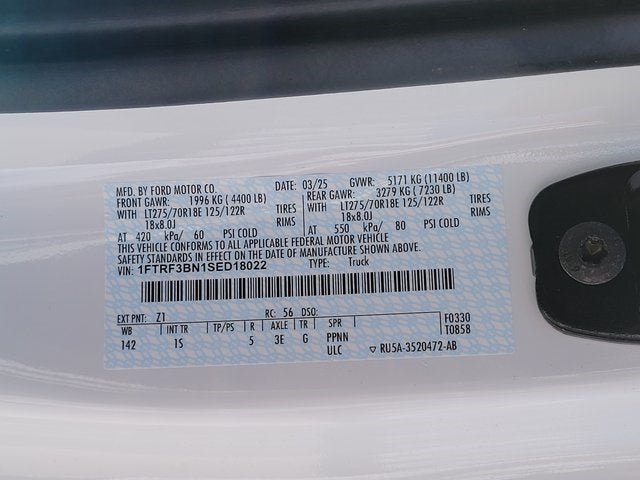 MFD. BY FORD MOTOR CO. DATE: 03/25 GVWR: 5171 KG (11400 LB)
FRONT GAWR: 1996 KG (4400 LB) REAR GAWR: 3279 KG (7230 LB)
WITH LT275/70R18E 125/122R TIRES WITH LT275/70R18E 125/122R TIRES
18x8.0J RIMS 18x8.0J RIMS
AT 420 kPa/ 60 PSI COLD AT 550 kPa/ 80 PSI COLD
THIS VEHICLE CONFORMS TO ALL APPLICABLE FEDERAL MOTOR VEHICLE
SAFETY STANDARDS IN EFFECT ON THE DATE OF MANUFACTURE SHOWN ABOVE.
VIN: 1FTRF3BN1SED18022 TYPE: Truck
EXT PNT: Z1 RC: 56 DSO: F0330
WB INT TR TP/PS R AXLE TR SPR T0858
142 1S 5 3E G PPNN
ULC RU5A-3520472-AB